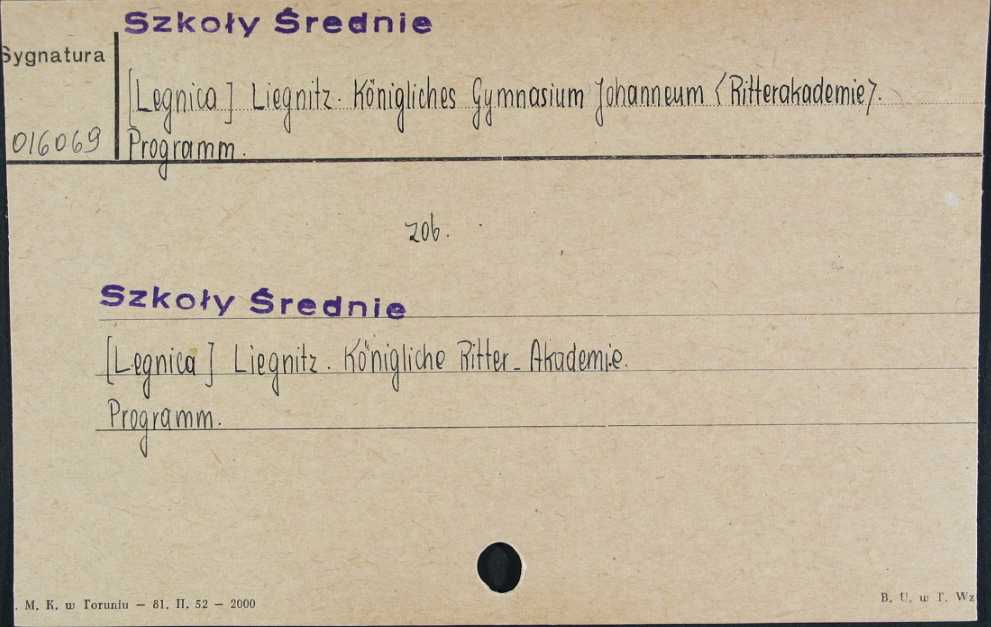 Szkoły Średnie
Sygnatura
[Legnica] Liegnitz. Königliches Gymnasium Johanneum <Ritterakademie>.
016069
Programm.
zob.
Szkoły Średnie
[Legnica] Liegnitz. Königliche Ritter-Akademie.
Programm.
. M. K. w Toruniu — 81. II. 52 — 2000
B. U. w T. Wz